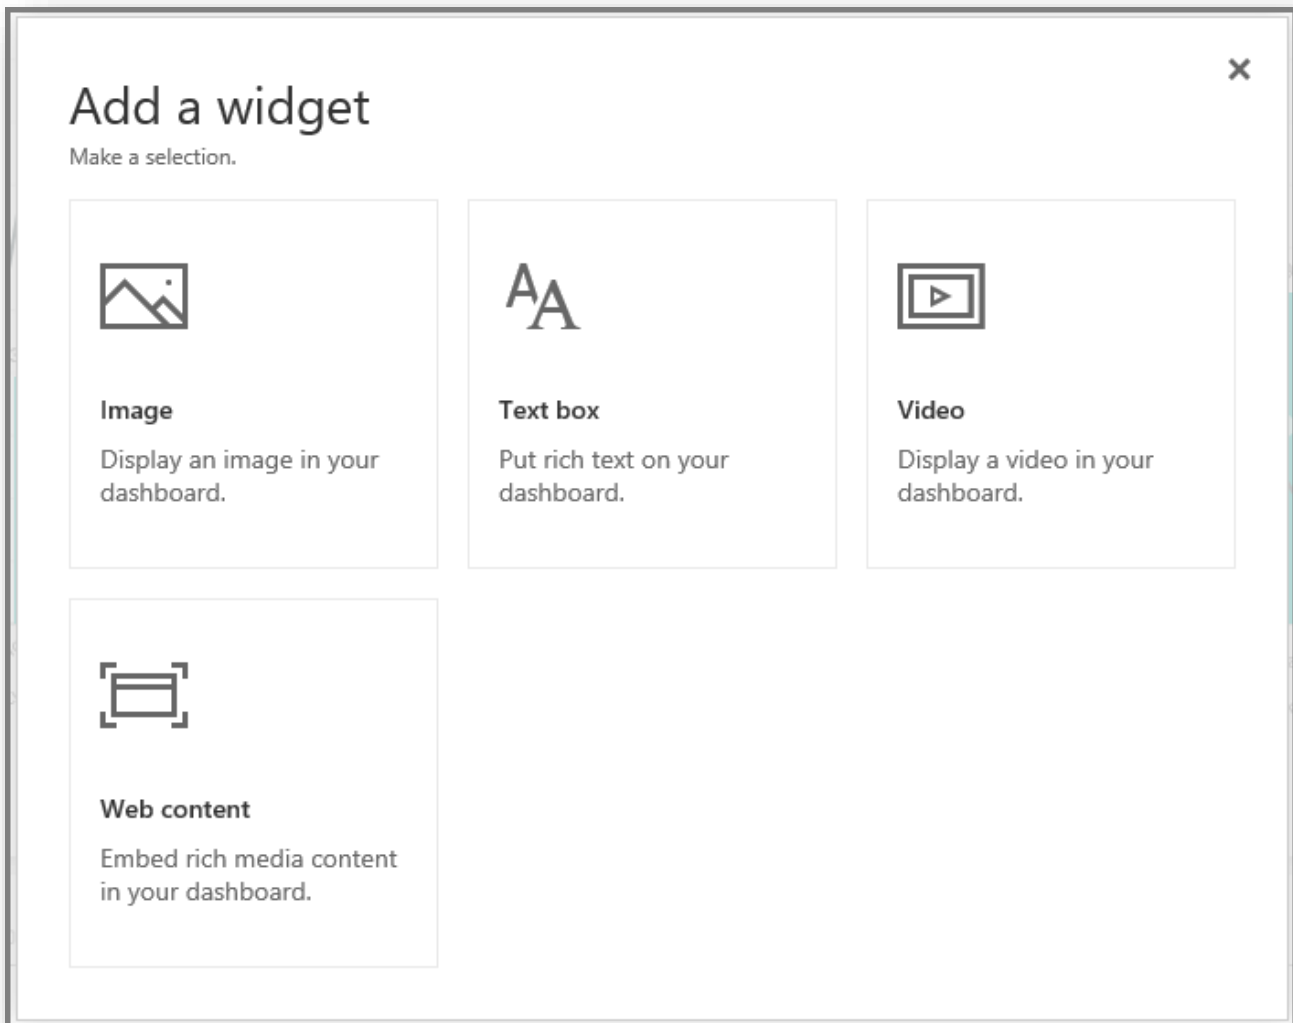 Add a widget
Make a selection.
Image
Display an image in your
dashboard.
Text box
Put rich text on your
dashboard.
Video
Display a video in your
dashboard.
Web content
Embed rich media content
in your dashboard.